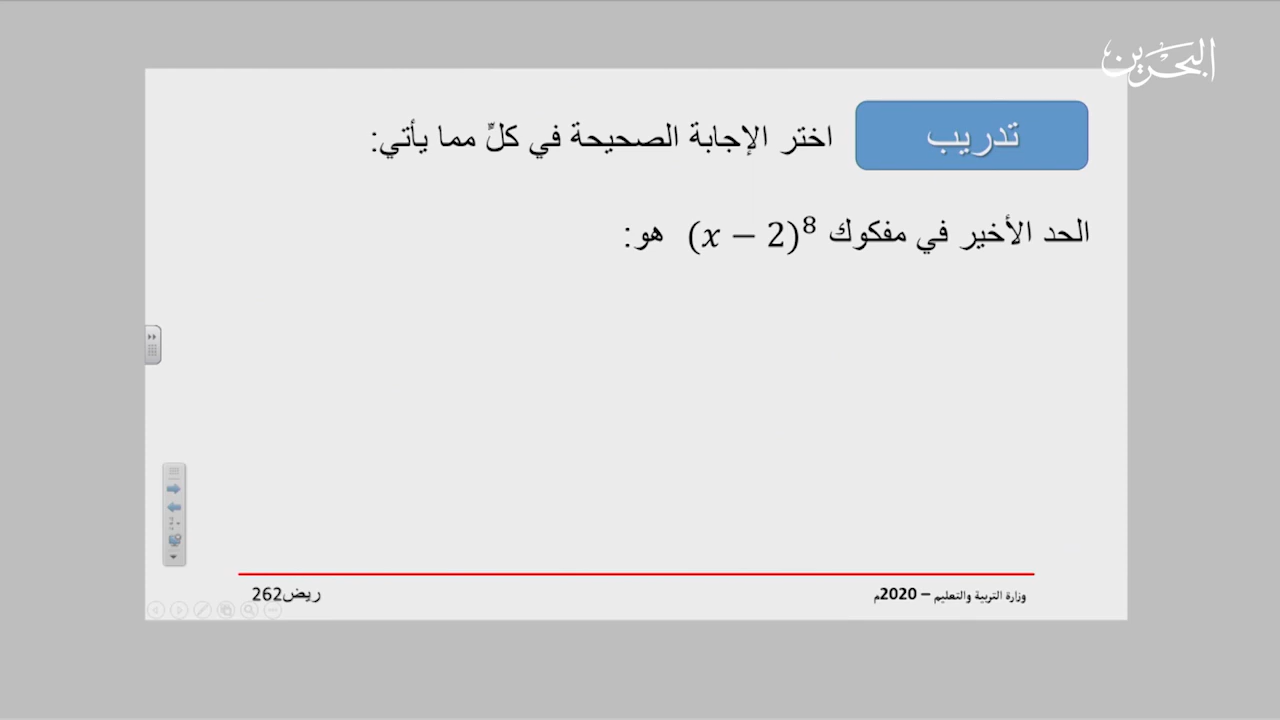 البحرين
تدريب
اختر الإجابة الصحيحة في كلٍّ مما يأتي:
الحد الأخير في مفكوك (x − 2)⁸ هو:
وزارة التربية والتعليم – 2020م
ريض262